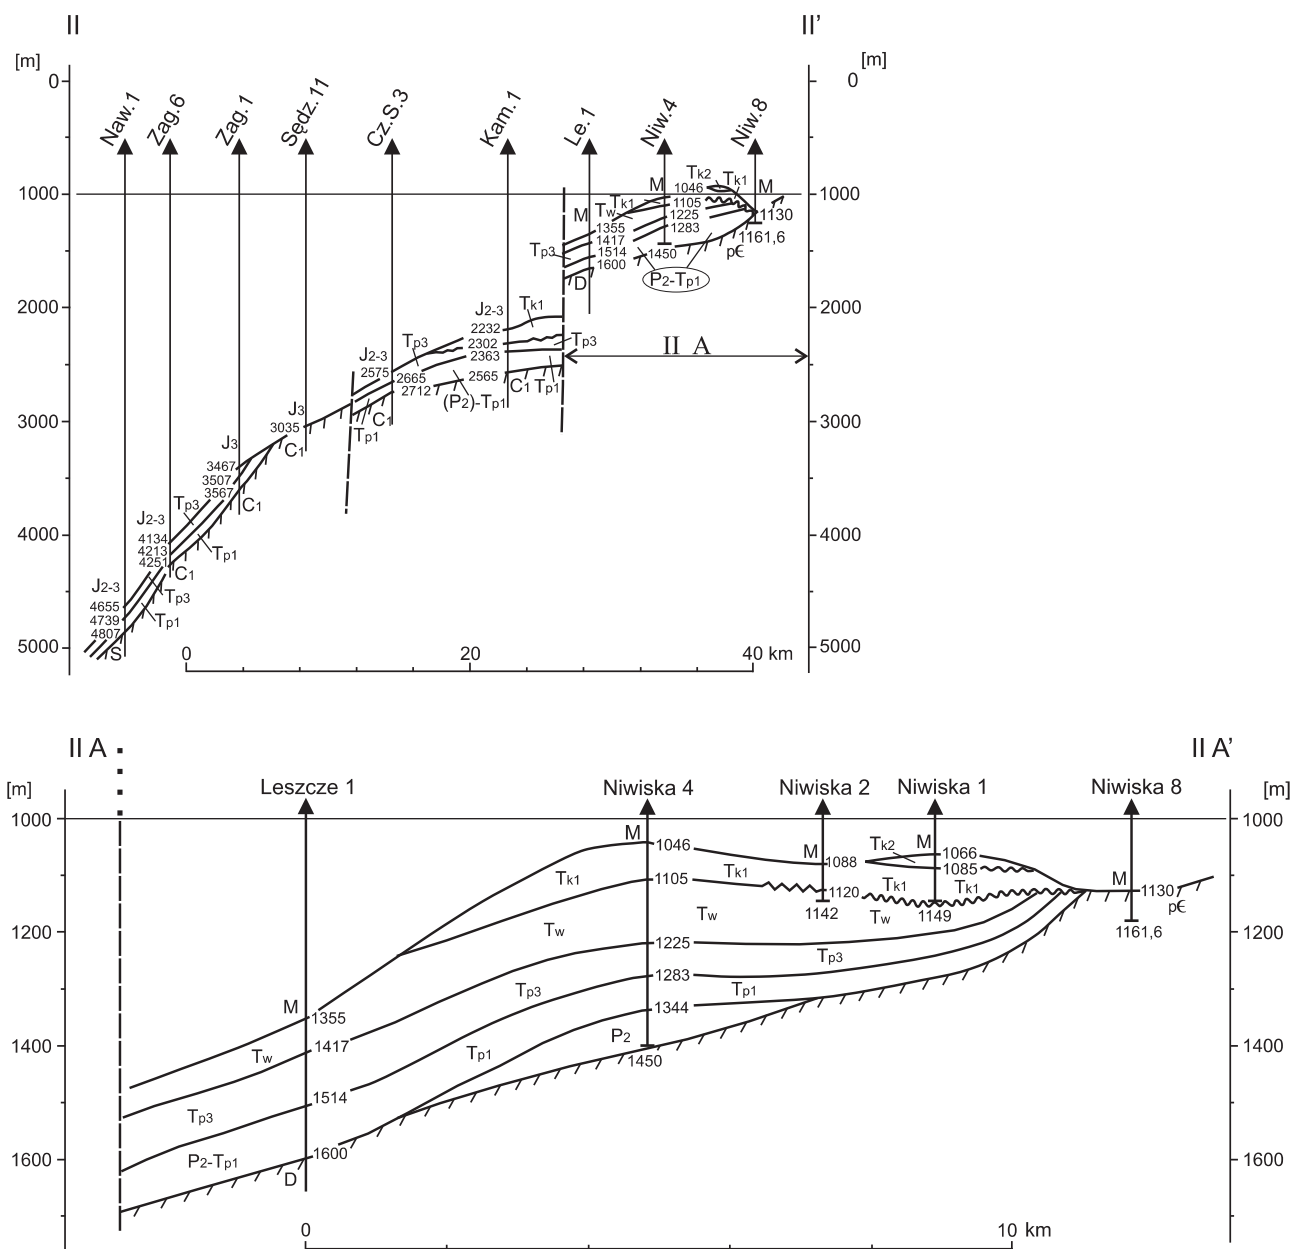 II II’
[m] [m]
0 0
Naw.1 Zag.6 Zag.1 Sędz.11 Cz.S.3 Kam.1 Le.1 Niw.4 Niw.8
Tk2 Tk1
M 1046 M
1000 1000
Tk1 1105
M Tw 1225 1130
1355 1283
1417 1161,6
Tp3 1514 1450 p€
1600
D P2-Tp1
2000 2000
J2-3 Tk1
2232
Tp3 2302 Tp3
J2-3 2363 II A
2575 2665 2565 C1 Tp1
2712 (P2)-Tp1
J3 C1
3000 3035 3000
C1 Tp1
J3
3467
3507
3567
Tp3 C1
J2-3
4000 4134 4000
4213 Tp1
4251
C1
J2-3 Tp3
4655
4739 Tp1
4807
5000 S 5000
0 20 40 km
II A II A’
[m] Leszcze 1 Niwiska 4 Niwiska 2 Niwiska 1 Niwiska 8 [m]
1000 1000
M 1046 M 1088 Tk2 M 1066
1085
Tk1 1105 Tk1 1120 Tk1 Tk1 M 1130
1142 1149 p€
Tw Tw Tw 1161,6
1200 1200
1225
Tp3
Tp3 1283
Tp1
M 1355 1344
P2
1400 1417 1400
Tw Tp1 1450
1514
Tp3
1600 P2-Tp1 1600 1600
D
0 10 km